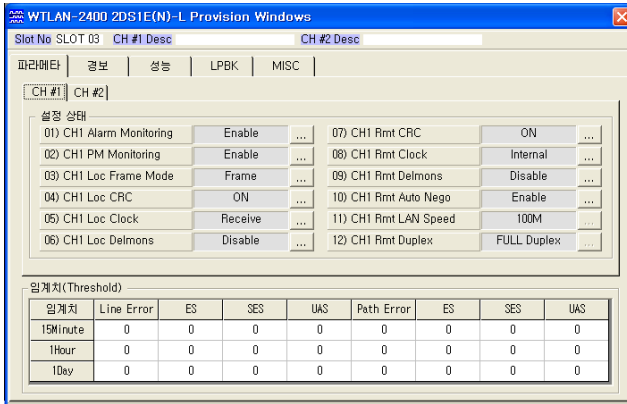 WTLAN-2400 2DS1E(N)-L Provision Windows
Slot No SLOT 03 CH #1 Desc CH #2 Desc
파라메타 경보 성능 LPBK MISC
CH #1 CH #2
설정 상태
01) CH1 Alarm Monitoring Enable ... 07) CH1 Rmt CRC ON ...
02) CH1 PM Monitoring Enable ... 08) CH1 Rmt Clock Internal ...
03) CH1 Loc Frame Mode Frame ... 09) CH1 Rmt Delmons Disable ...
04) CH1 Loc CRC ON ... 10) CH1 Rmt Auto Nego Enable ...
05) CH1 Loc Clock Receive ... 11) CH1 Rmt LAN Speed 100M ...
06) CH1 Loc Delmons Disable ... 12) CH1 Rmt Duplex FULL Duplex ...
임계치(Threshold)
임계치 Line Error ES SES UAS Path Error ES SES UAS
15Minute 0 0 0 0 0 0 0 0
1Hour 0 0 0 0 0 0 0 0
1Day 0 0 0 0 0 0 0 0